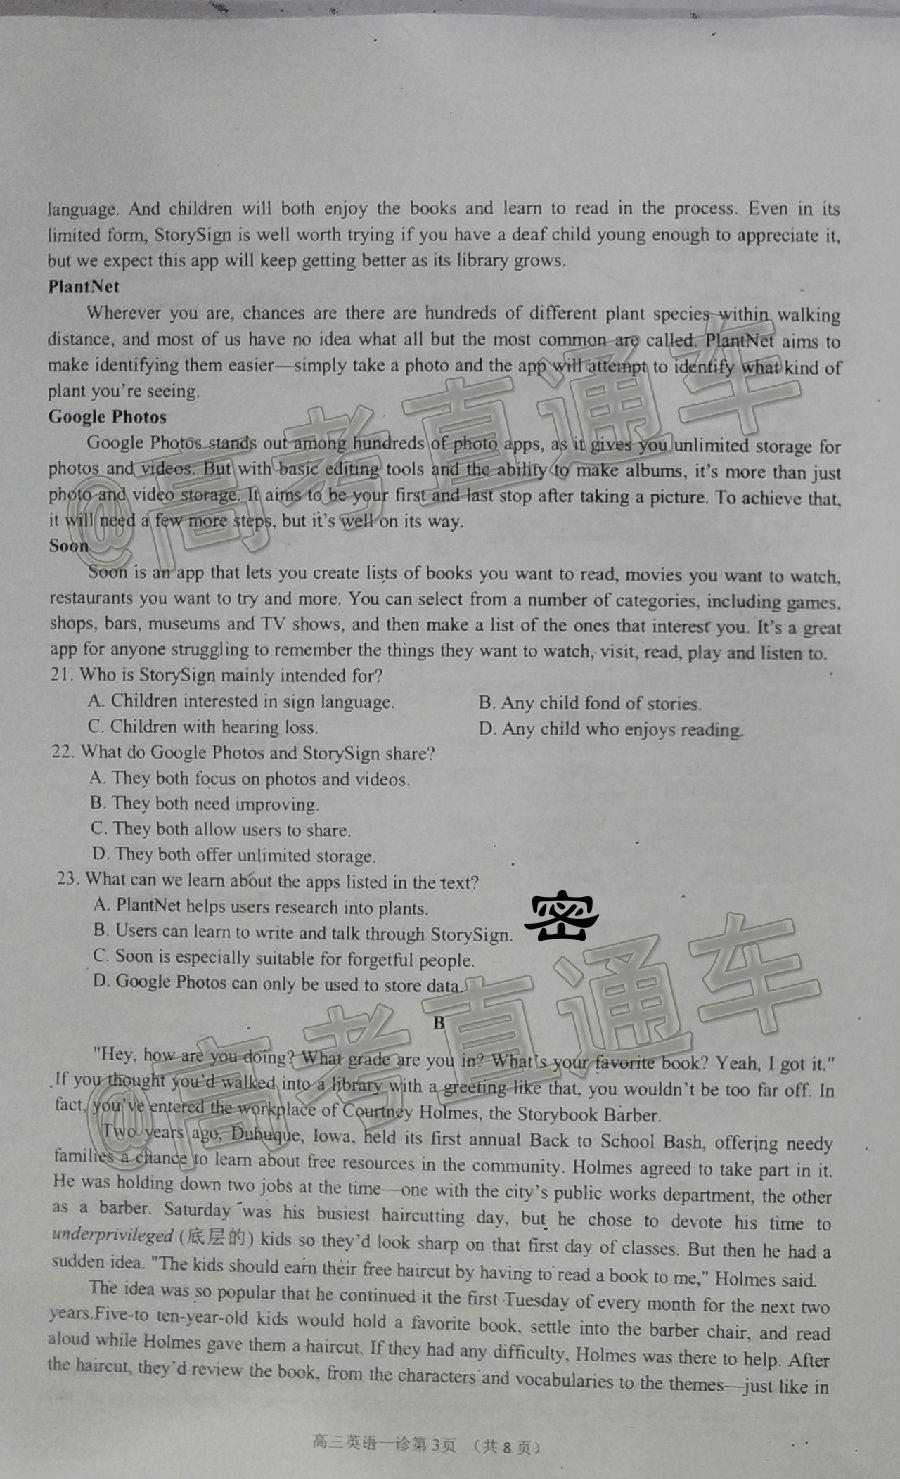 language. And children will both enjoy the books and learn to read in the process. Even in its
limited form, StorySign is well worth trying if you have a deaf child young enough to appreciate it,
but we expect this app will keep getting better as its library grows.
PlantNet
Wherever you are, chances are there are hundreds of different plant species within walking
distance, and most of us have no idea what all but the most common are called. PlantNet aims to
make identifying them easier—simply take a photo and the app will attempt to identify what kind of
plant you're seeing.
Google Photos
Google Photos stands out among hundreds of photo apps, as it gives you unlimited storage for
photos and videos. But with basic editing tools and the ability to make albums, it's more than just
photo and video storage. It aims to be your first and last stop after taking a picture. To achieve that,
it will need a few more steps, but it's well on its way.
Soon
Soon is an app that lets you create lists of books you want to read, movies you want to watch,
restaurants you want to try and more. You can select from a number of categories, including games,
shops, bars, museums and TV shows, and then make a list of the ones that interest you. It's a great
app for anyone struggling to remember the things they want to watch, visit, read, play and listen to.
21. Who is StorySign mainly intended for?
A. Children interested in sign language. B. Any child fond of stories.
C. Children with hearing loss. D. Any child who enjoys reading.
22. What do Google Photos and StorySign share?
A. They both focus on photos and videos.
B. They both need improving.
C. They both allow users to share.
D. They both offer unlimited storage.
23. What can we learn about the apps listed in the text?
A. PlantNet helps users research into plants.
B. Users can learn to write and talk through StorySign.
密
C. Soon is especially suitable for forgetful people.
D. Google Photos can only be used to store data.
B
"Hey, how are you doing? What grade are you in? What's your favorite book? Yeah, I got it."
If you thought you'd walked into a library with a greeting like that, you wouldn't be too far off. In
fact, you've entered the workplace of Courtney Holmes, the Storybook Barber.
Two years ago, Dubuque, Iowa, held its first annual Back to School Bash, offering needy
families a chance to learn about free resources in the community. Holmes agreed to take part in it.
He was holding down two jobs at the time—one with the city's public works department, the other
as a barber. Saturday was his busiest haircutting day, but he chose to devote his time to
underprivileged (底层的) kids so they'd look sharp on that first day of classes. But then he had a
sudden idea. "The kids should earn their free haircut by having to read a book to me," Holmes said.
The idea was so popular that he continued it the first Tuesday of every month for the next two
years.Five-to ten-year-old kids would hold a favorite book, settle into the barber chair, and read
aloud while Holmes gave them a haircut. If they had any difficulty, Holmes was there to help. After
the haircut, they'd review the book, from the characters and vocabularies to the themes—just like in
高三英语一诊第3页 (共8页)
@高考直通车
@高考直通车